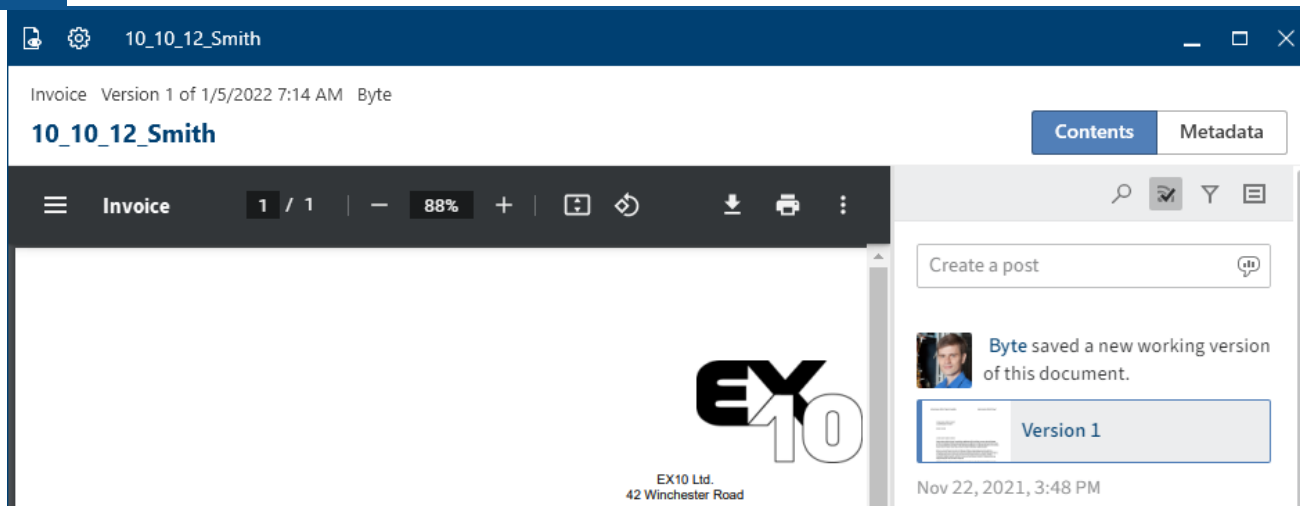 10_10_12_Smith
Invoice Version 1 of 1/5/2022 7:14 AM Byte
10_10_12_Smith
Contents Metadata
Invoice 1 / 1 88%
Create a post
EX
10
EX10 Ltd.
42 Winchester Road
Byte saved a new working version
of this document.
Version 1
Nov 22, 2021, 3:48 PM